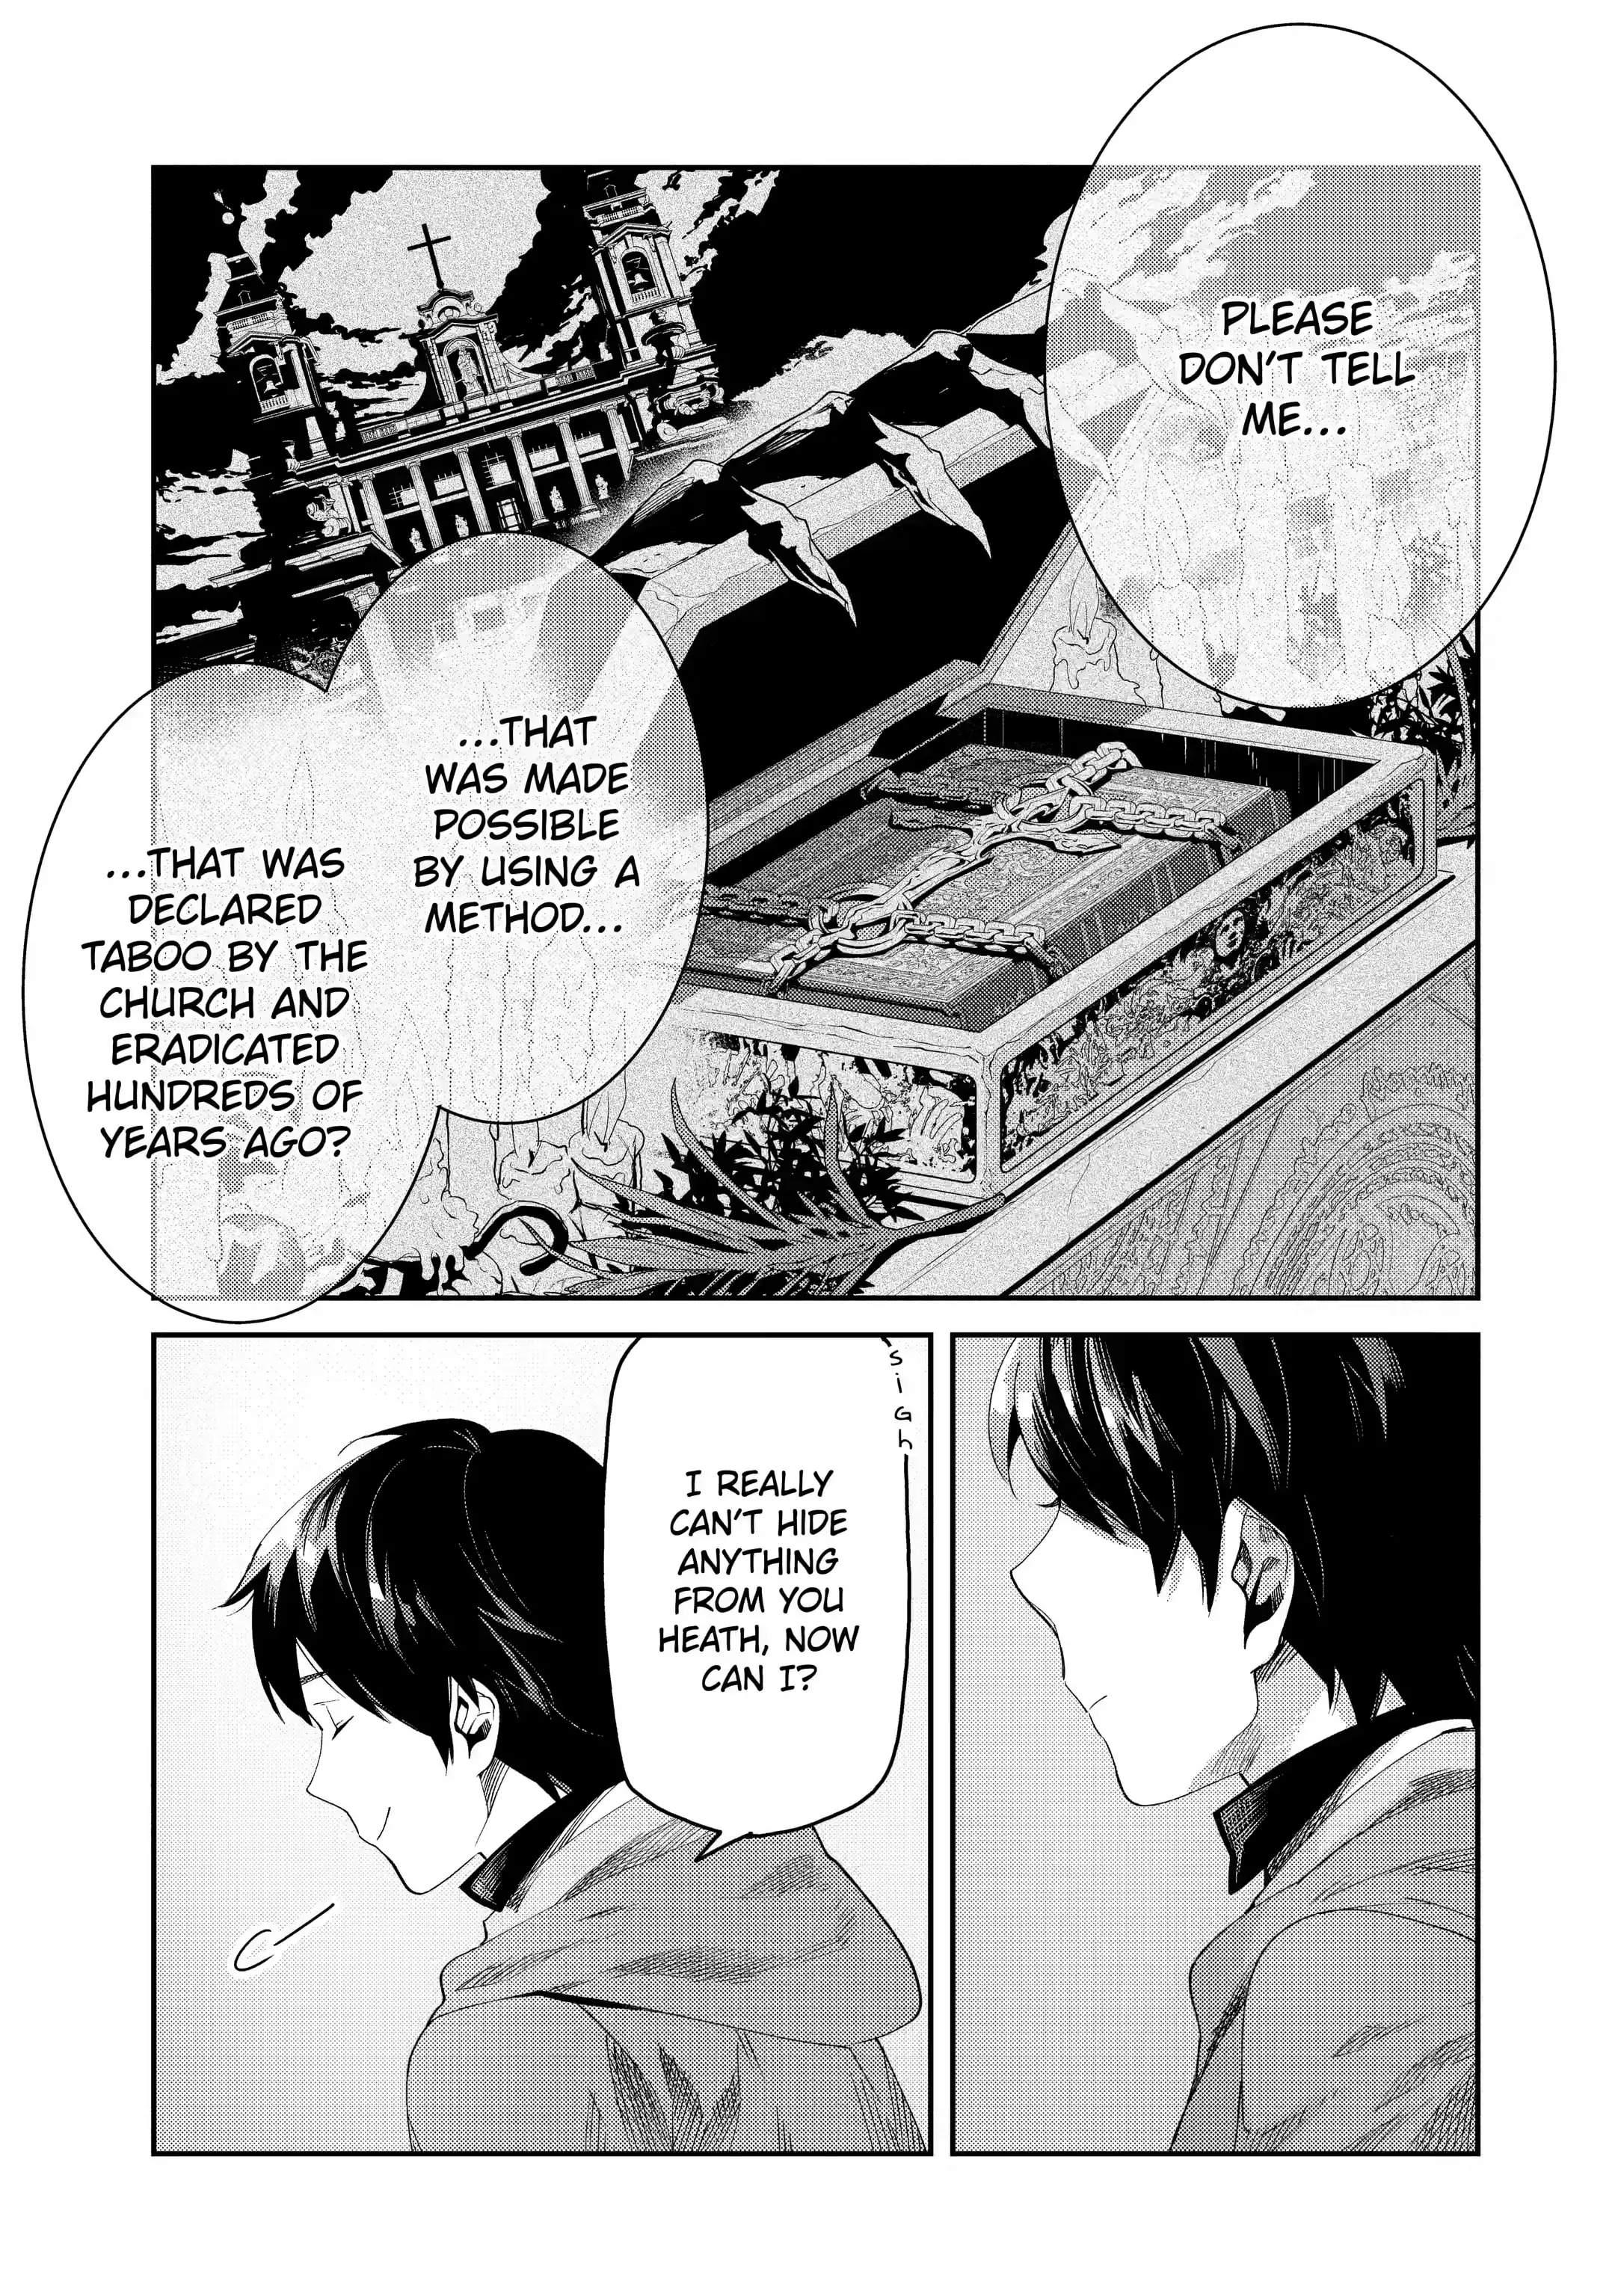 PLEASE
DON'T TELL
ME...
...THAT
WAS MADE
POSSIBLE
BY USING A
METHOD...
...THAT WAS
DECLARED
TABOO BY THE
CHURCH AND
ERADICATED
HUNDREDS OF
YEARS AGO?
SIGH
I REALLY
CAN'T HIDE
ANYTHING
FROM YOU
HEATH, NOW
CAN I?